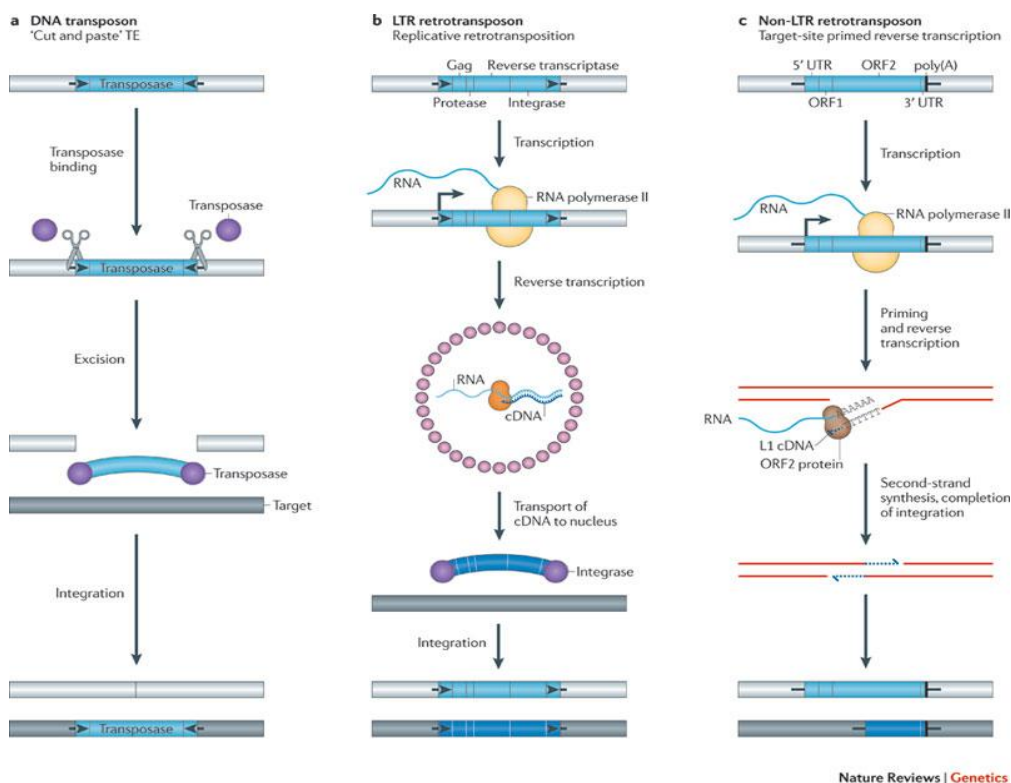 a DNA transposon
'Cut and paste' TE
Transposase
Transposase
binding
Transposase
Transposase
Excision
Transposase
Target
Integration
Transposase
b LTR retrotransposon
Replicative retrotransposition
Gag Reverse transcriptase
Protease Integrase
Transcription
RNA
RNA polymerase II
Reverse transcription
RNA
cDNA
Transport of
cDNA to nucleus
Integrase
Integration
c Non-LTR retrotransposon
Target-site primed reverse transcription
5′ UTR ORF2 poly(A)
ORF1 3′ UTR
Transcription
RNA
RNA polymerase II
Priming
and reverse
transcription
AAAAA
TTTTTT
RNA
L1 cDNA
ORF2 protein
Second-strand
synthesis, completion
of integration
Nature Reviews | Genetics